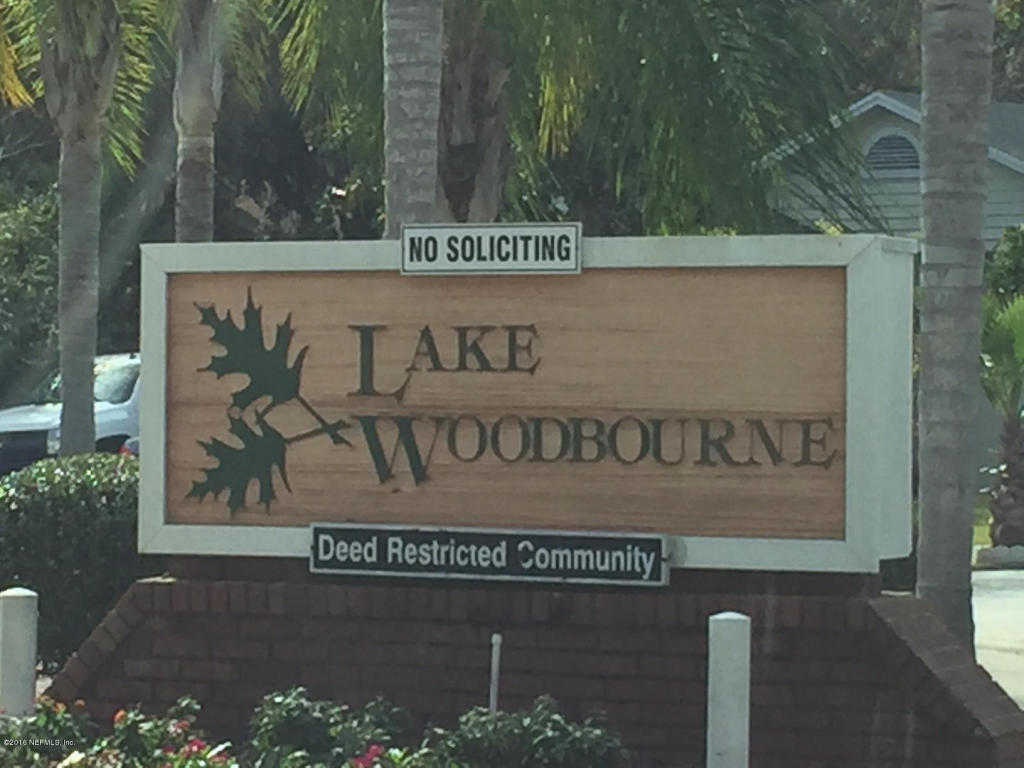 NO SOLICITING
LAKE
WOODBOURNE
Deed Restricted Community
©2016 NEFMLS, Inc.